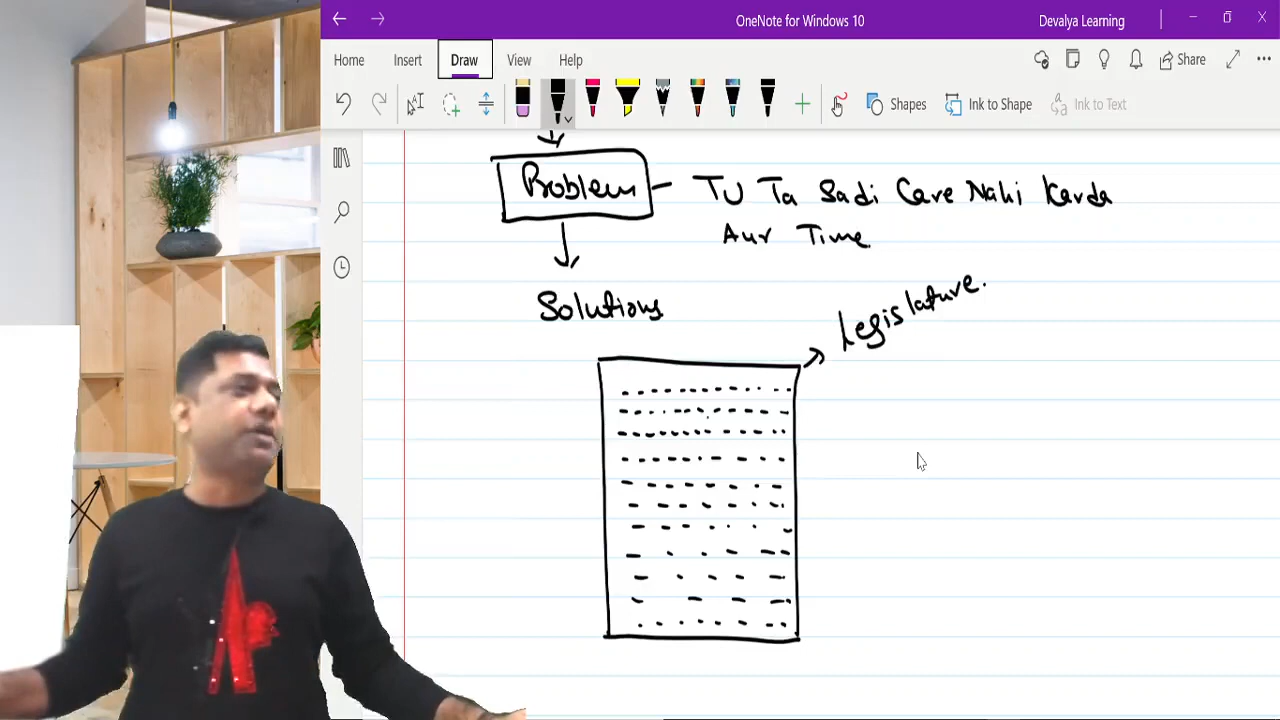 OneNote for Windows 10
Devalya Learning
Home Insert Draw View Help
Share
Shapes
Ink to Shape
Ink to Text
Problem - TU Ta Sadi Care Nahi Karda
Aur Time.
Solutions
Legislature.